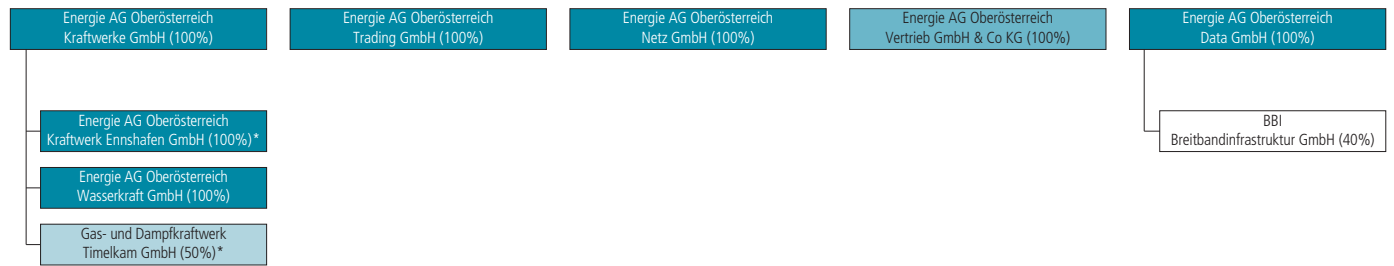 Energie AG Oberösterreich
Kraftwerke GmbH (100%)
Energie AG Oberösterreich
Trading GmbH (100%)
Energie AG Oberösterreich
Netz GmbH (100%)
Energie AG Oberösterreich
Vertrieb GmbH & Co KG (100%)
Energie AG Oberösterreich
Data GmbH (100%)
Energie AG Oberösterreich
Kraftwerk Ennshafen GmbH (100%)*
Energie AG Oberösterreich
Wasserkraft GmbH (100%)
Gas- und Dampfkraftwerk
Timelkam GmbH (50%)*
BBI
Breitbandinfrastruktur GmbH (40%)